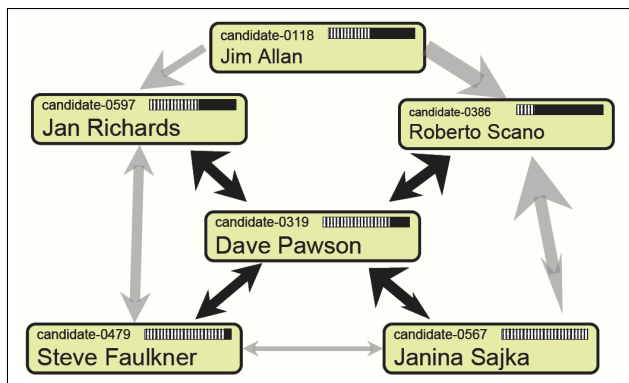 candidate-0118
Jim Allan
candidate-0597
Jan Richards
candidate-0386
Roberto Scano
candidate-0319
Dave Pawson
candidate-0479
Steve Faulkner
candidate-0567
Janina Sajka